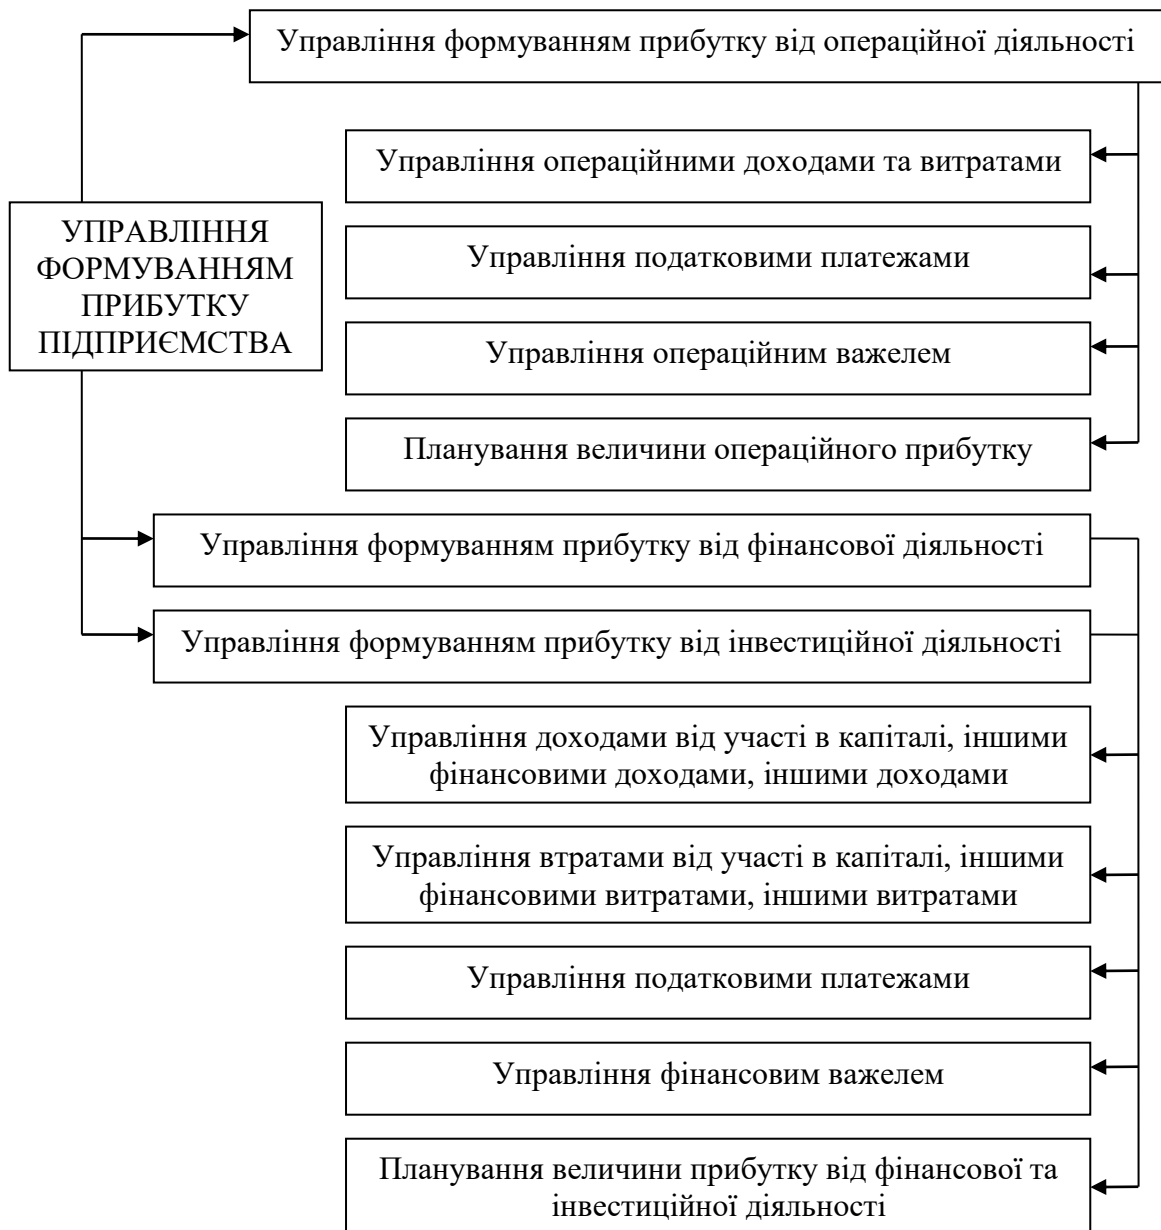 Управління формуванням прибутку від операційної діяльності
Управління операційними доходами та витратами
УПРАВЛІННЯ
ФОРМУВАННЯМ
ПРИБУТКУ
ПІДПРИЄМСТВА
Управління податковими платежами
Управління операційним важелем
Планування величини операційного прибутку
Управління формуванням прибутку від фінансової діяльності
Управління формуванням прибутку від інвестиційної діяльності
Управління доходами від участі в капіталі, іншими
фінансовими доходами, іншими доходами
Управління втратами від участі в капіталі, іншими
фінансовими витратами, іншими витратами
Управління податковими платежами
Управління фінансовим важелем
Планування величини прибутку від фінансової та
інвестиційної діяльності